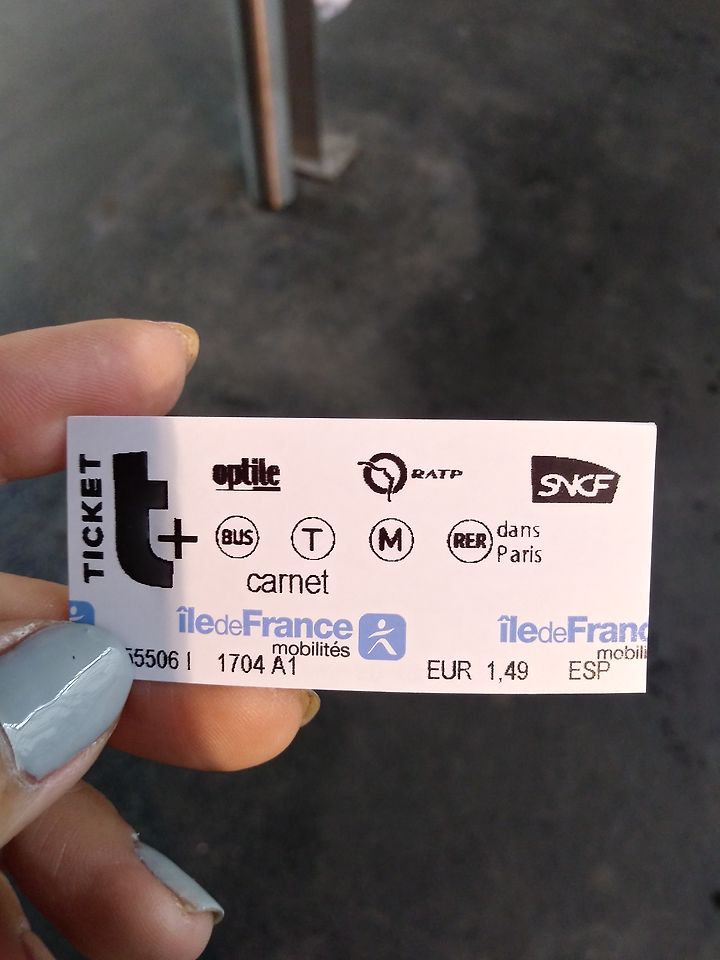 TICKET t+
optile RATP SNCF
BUS T M RER dans Paris
carnet
îledeFrance mobilités îledeFranc mobili
55506 I 1704 A1 EUR 1,49 ESP